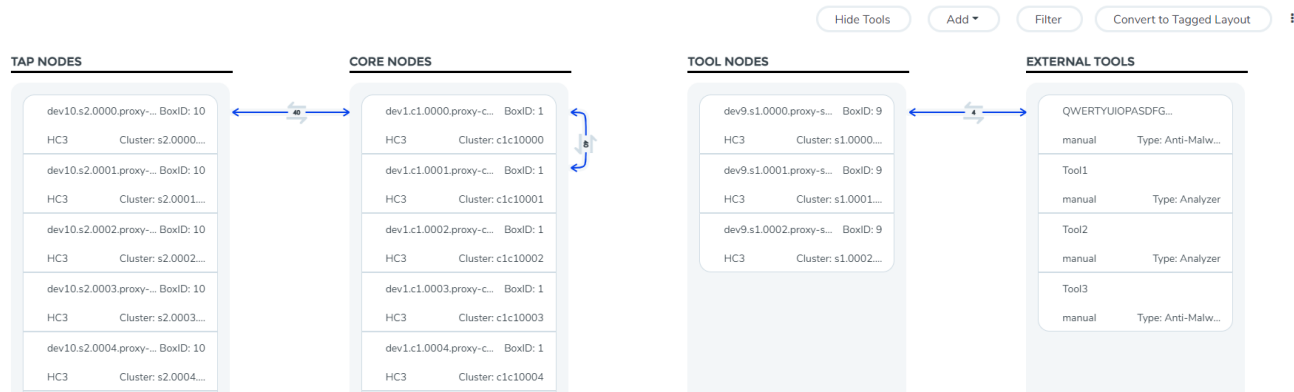 Hide Tools
Add
Filter
Convert to Tagged Layout
TAP NODES
dev10.s2.0000.proxy-... BoxID: 10
HC3 Cluster: s2.0000....
dev10.s2.0001.proxy-... BoxID: 10
HC3 Cluster: s2.0001....
dev10.s2.0002.proxy-... BoxID: 10
HC3 Cluster: s2.0002....
dev10.s2.0003.proxy-... BoxID: 10
HC3 Cluster: s2.0003....
dev10.s2.0004.proxy-... BoxID: 10
HC3 Cluster: s2.0004....
40
CORE NODES
dev1.c1.0000.proxy-c... BoxID: 1
HC3 Cluster: c1c10000
dev1.c1.0001.proxy-c... BoxID: 1
HC3 Cluster: c1c10001
dev1.c1.0002.proxy-c... BoxID: 1
HC3 Cluster: c1c10002
dev1.c1.0003.proxy-c... BoxID: 1
HC3 Cluster: c1c10003
dev1.c1.0004.proxy-c... BoxID: 1
HC3 Cluster: c1c10004
TOOL NODES
dev9.s1.0000.proxy-s... BoxID: 9
HC3 Cluster: s1.0000....
dev9.s1.0001.proxy-s... BoxID: 9
HC3 Cluster: s1.0001....
dev9.s1.0002.proxy-s... BoxID: 9
HC3 Cluster: s1.0002....
4
EXTERNAL TOOLS
QWERTYUIOPASDFG...
manual Type: Anti-Malw...
Tool1
manual Type: Analyzer
Tool2
manual Type: Analyzer
Tool3
manual Type: Anti-Malw...